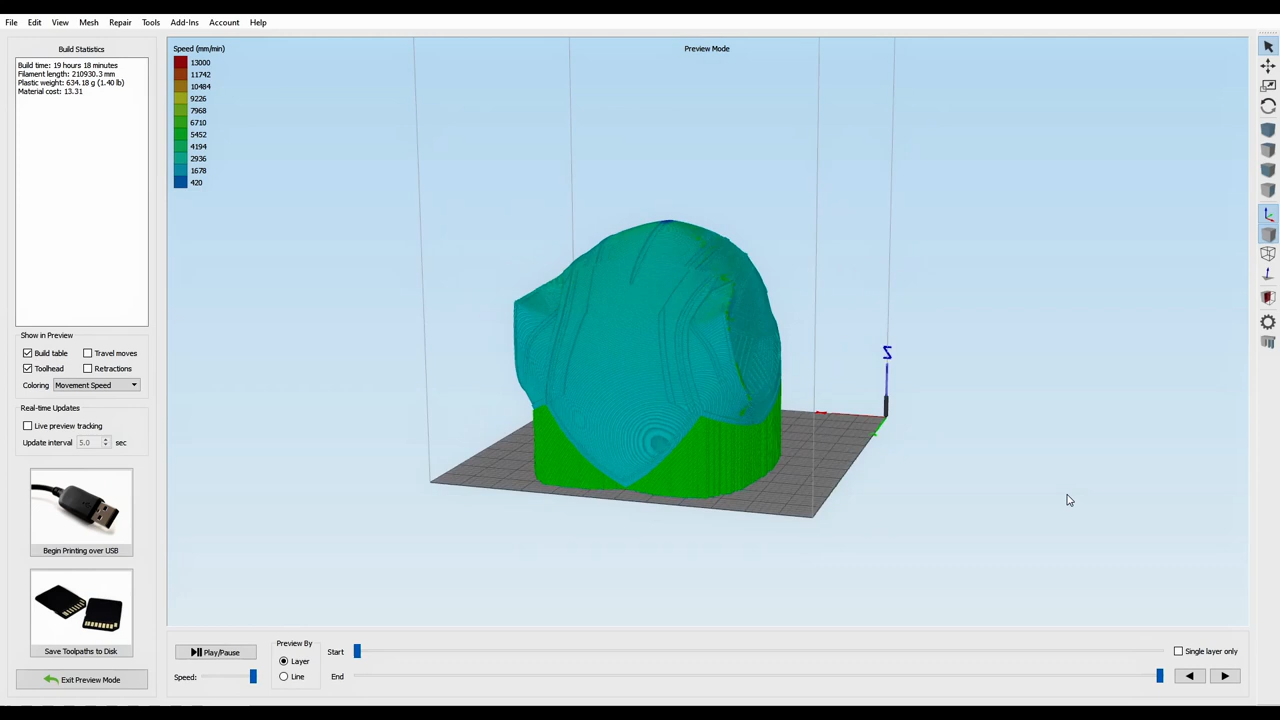 File Edit View Mesh Repair Tools Add-Ins Account Help
Build Statistics
Build time: 19 hours 18 minutes
Filament length: 210930.3 mm
Plastic weight: 634.18 g (1.40 lb)
Material cost: 13.31
Show in Preview
Build table Travel moves
Toolhead Retractions
Coloring Movement Speed
Real-time Updates
Live preview tracking
Update interval 5.0 sec
Begin Printing over USB
Save Toolpaths to Disk
Exit Preview Mode
Speed (mm/min)
13000
11742
10484
9226
7968
6710
5452
4194
2936
1678
420
Preview Mode
Z
Play/Pause
Speed:
Preview By
Layer
Line
Start
End
Single layer only